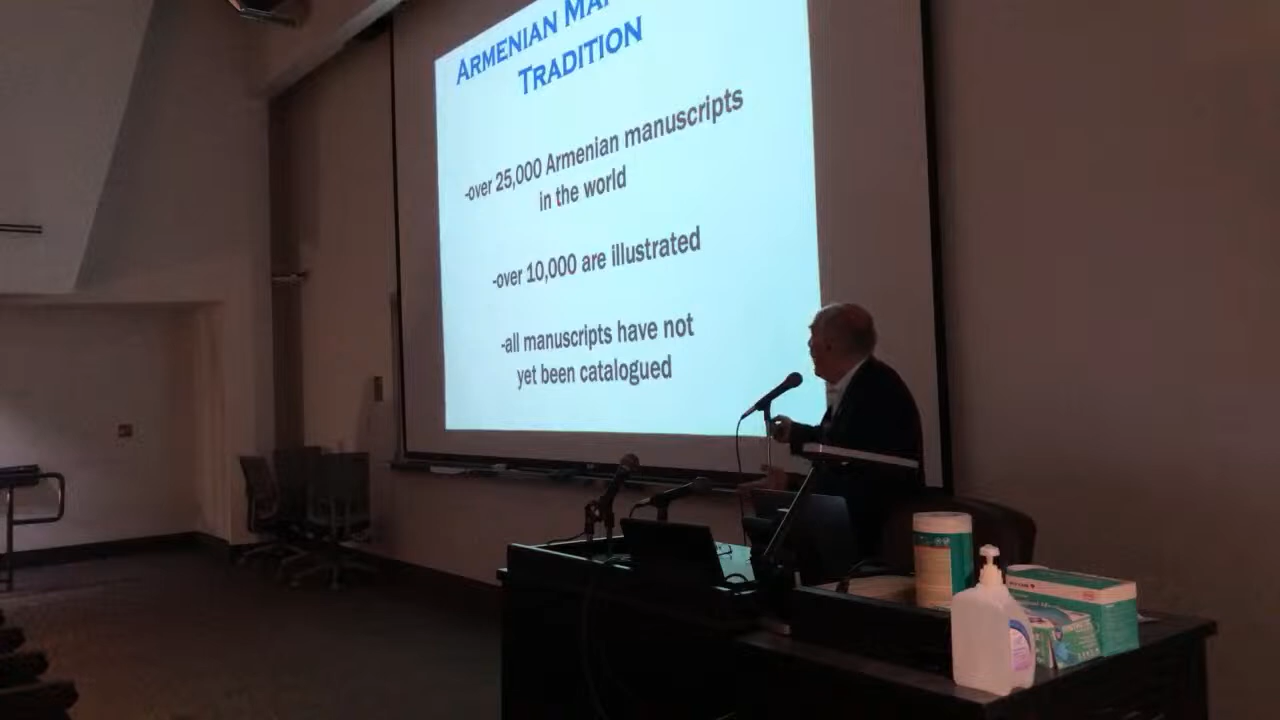 ARMENIAN
TRADITION
-over 25,000 Armenian manuscripts
in the world
-over 10,000 are illustrated
-all manuscripts have not
yet been catalogued